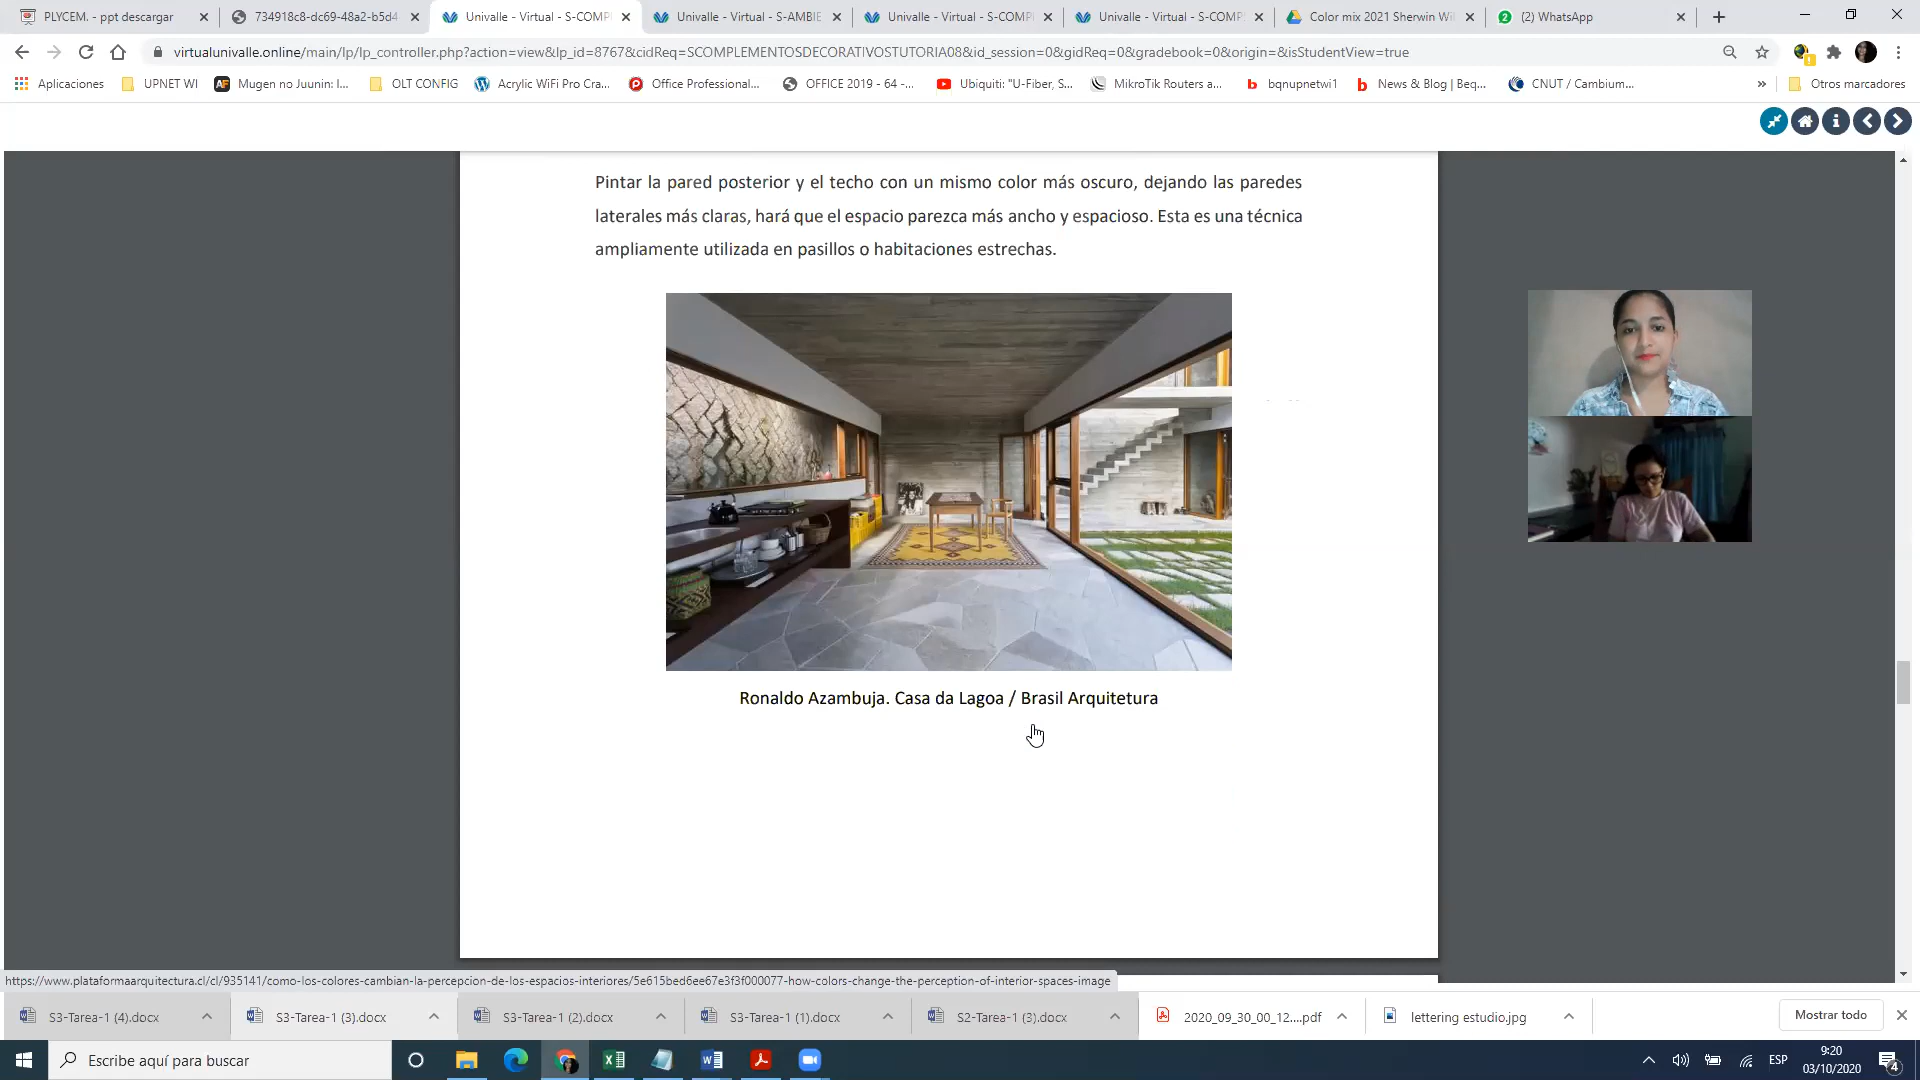 PLYCEM. - ppt descargar
734918c8-dc69-48a2-b5d4
Univalle - Virtual - S-COMPL
Univalle - Virtual - S-AMBIE
Univalle - Virtual - S-COMPL
Univalle - Virtual - S-COMPL
Color mix 2021 Sherwin Wil
(2) WhatsApp
virtualunivalle.online/main/lp/lp_controller.php?action=view&lp_id=8767&cidReq=SCOMPLEMENTOSDECORATIVOSTUTORIA08&id_session=0&gidReq=0&gradebook=0&origin=&isStudentView=true
Aplicaciones
UPNET WI
Mugen no Juunin: I...
OLT CONFIG
Acrylic WiFi Pro Cra...
Office Professional...
OFFICE 2019 - 64 -...
Ubiquiti: "U-Fiber, S...
MikroTik Routers a...
bqnupnetwi1
News & Blog | Beq...
CNUT / Cambium...
»
Otros marcadores
Pintar la pared posterior y el techo con un mismo color más oscuro, dejando las paredes
laterales más claras, hará que el espacio parezca más ancho y espacioso. Esta es una técnica
ampliamente utilizada en pasillos o habitaciones estrechas.
Ronaldo Azambuja. Casa da Lagoa / Brasil Arquitetura
https://www.plataformaarquitectura.cl/cl/935141/como-los-colores-cambian-la-percepcion-de-los-espacios-interiores/5e615bed6ee67e3f3f000077-how-colors-change-the-perception-of-interior-spaces-image
S3-Tarea-1 (4).docx
S3-Tarea-1 (3).docx
S3-Tarea-1 (2).docx
S3-Tarea-1 (1).docx
S2-Tarea-1 (3).docx
2020_09_30_00_12....pdf
lettering estudio.jpg
Mostrar todo
Escribe aquí para buscar
ESP
9:20
03/10/2020
4